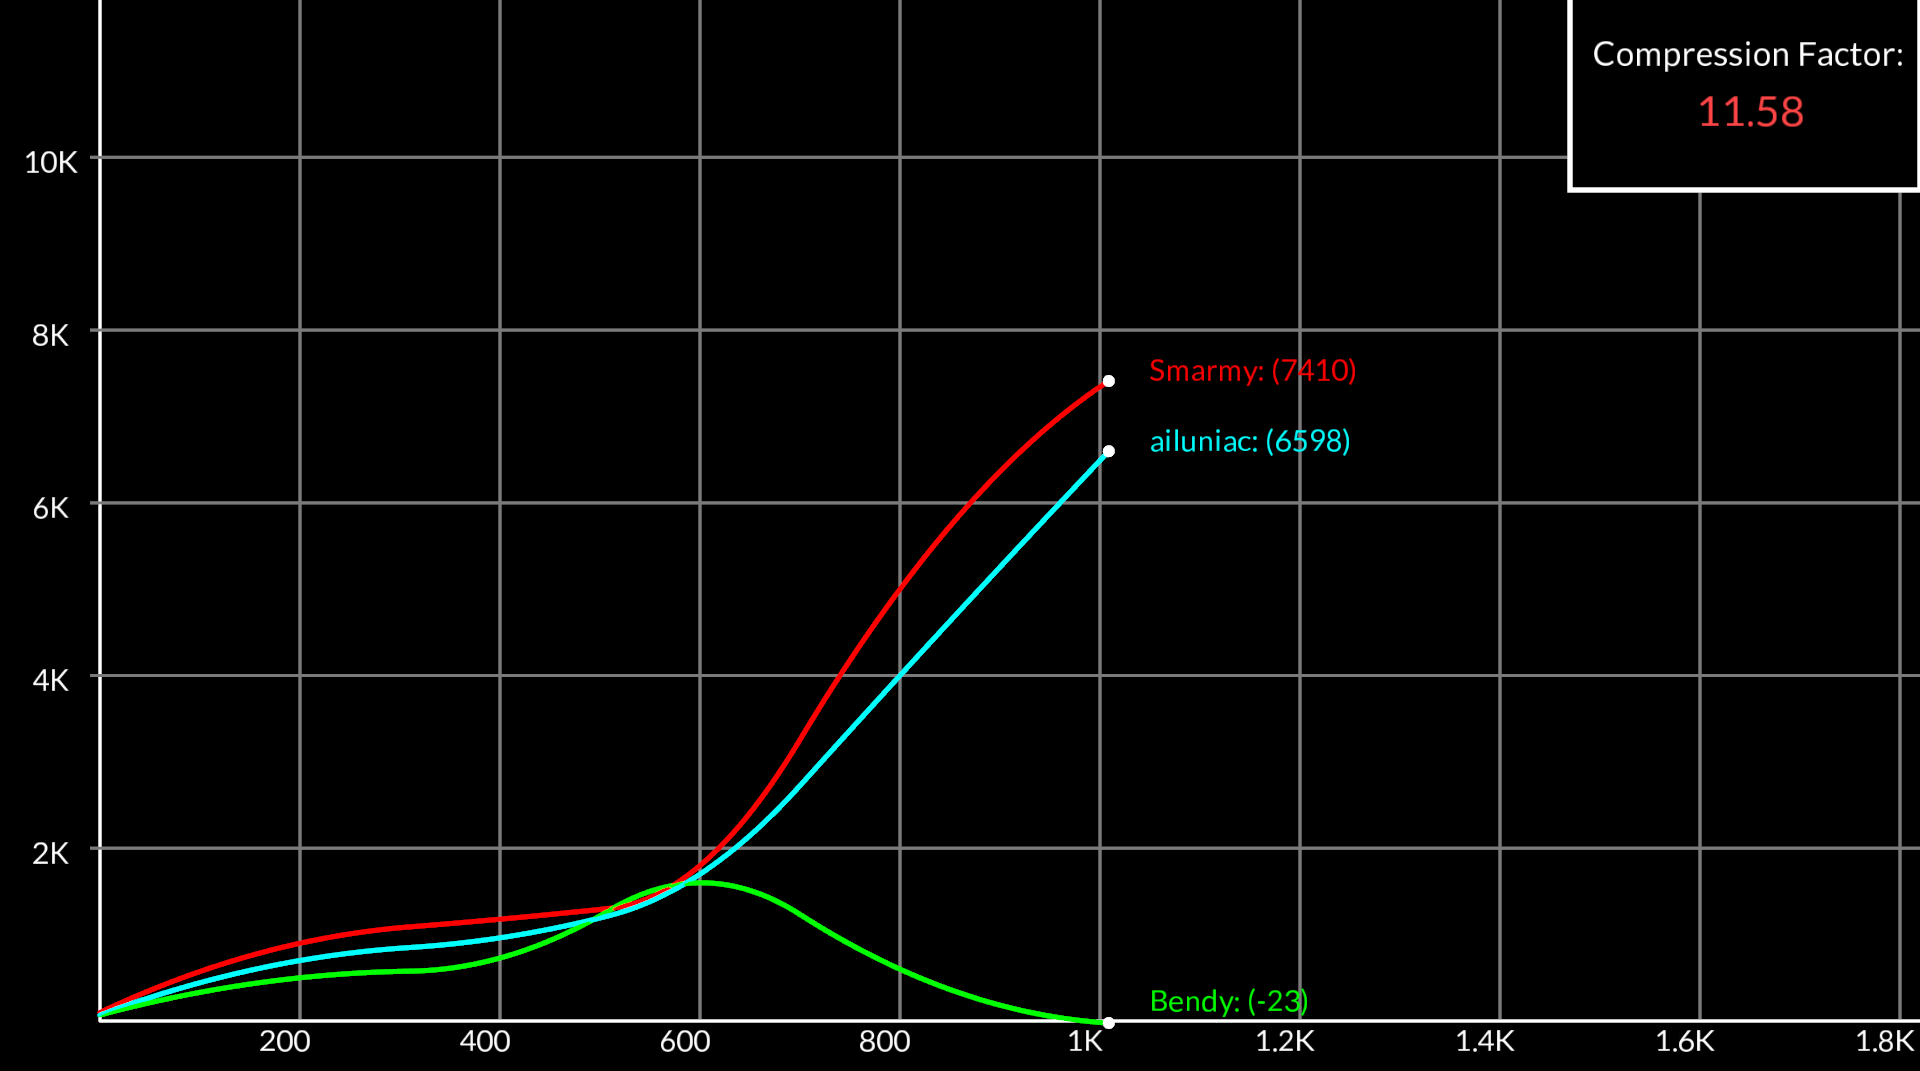 Compression Factor:
11.58
10K
8K
Smarmy: (7410)
ailuniac: (6598)
6K
4K
2K
Bendy: (-23)
200 400 600 800 1K 1.2K 1.4K 1.6K 1.8K